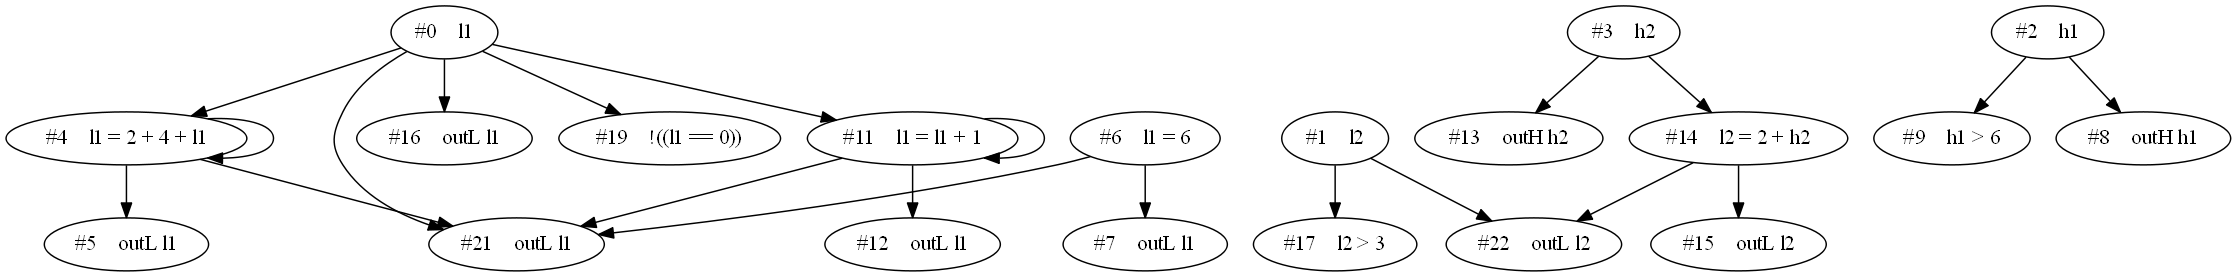 #0 l1
#3 h2
#2 h1
#4 l1 = 2 + 4 + l1
#16 outL l1
#19 !((l1 == 0))
#11 l1 = l1 + 1
#6 l1 = 6
#1 l2
#13 outH h2
#14 l2 = 2 + h2
#9 h1 > 6
#8 outH h1
#5 outL l1
#21 outL l1
#12 outL l1
#7 outL l1
#17 l2 > 3
#22 outL l2
#15 outL l2